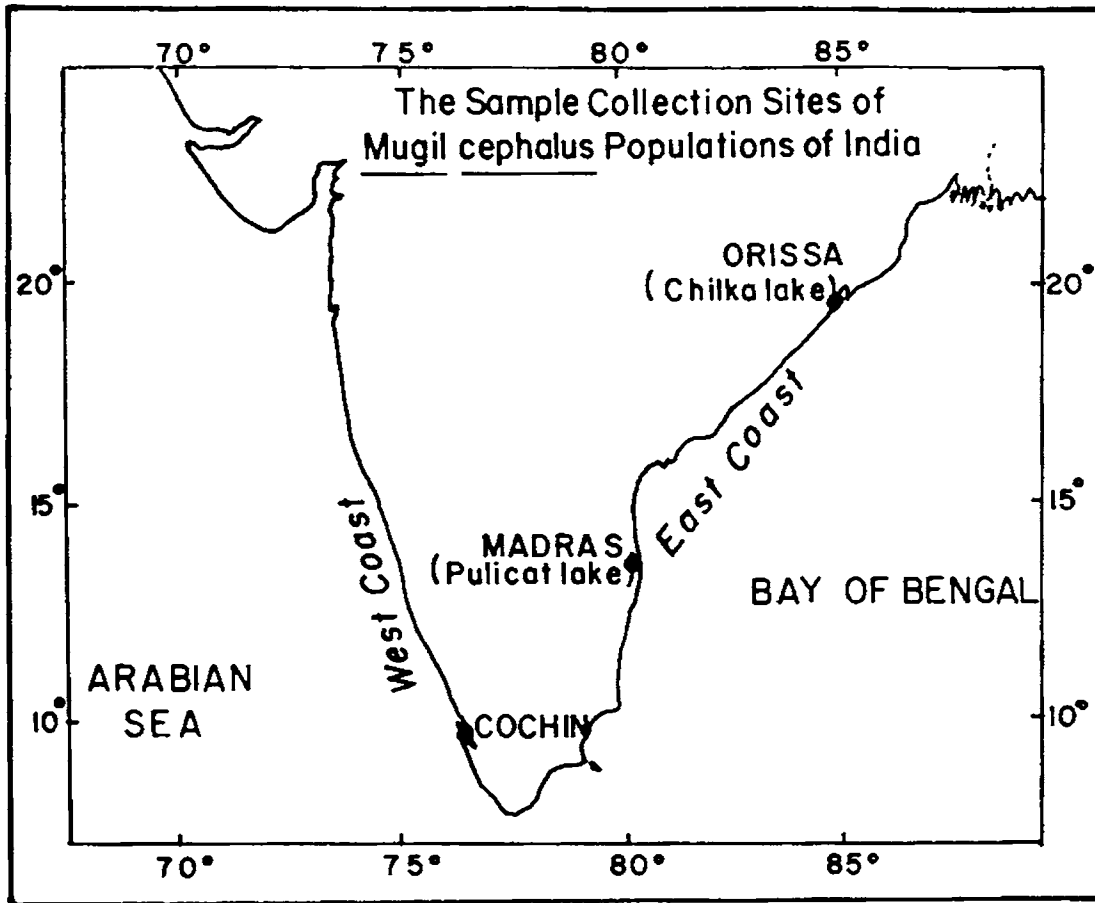 70° 75° 80° 85°
The Sample Collection Sites of
Mugil cephalus Populations of India
ORISSA
(Chilka lake)
20° 20°
East Coast
15° 15°
West Coast
MADRAS
(Pulicat lake)
BAY OF BENGAL
ARABIAN
SEA
10° 10°
COCHIN
70° 75° 80° 85°